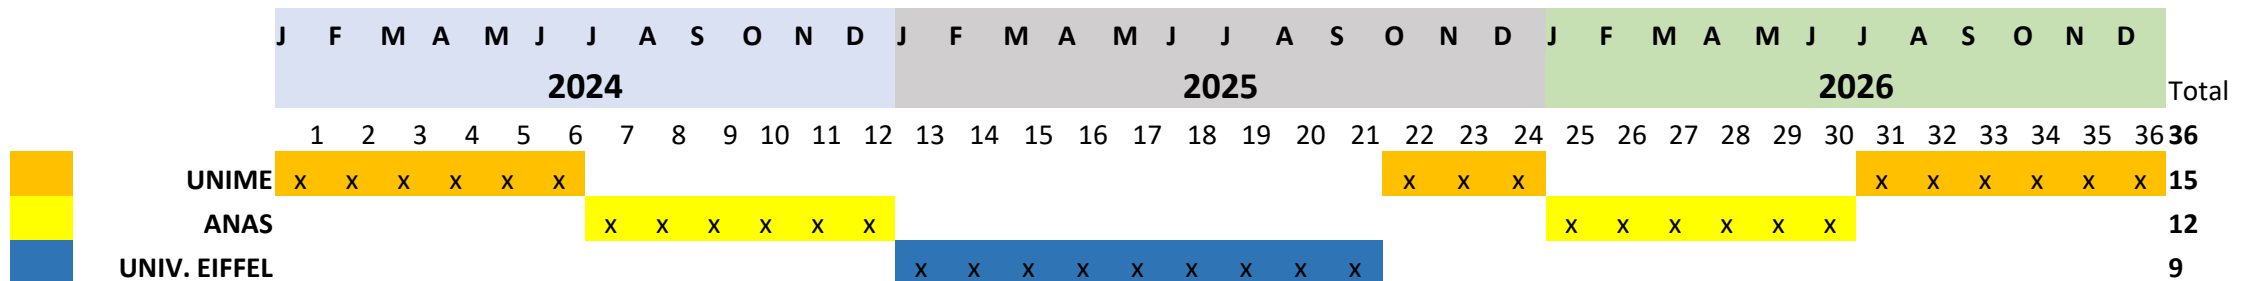 J F M A M J J A S O N D J F M A M J J A S O N D J F M A M J J A S O N D
2024 2025 2026 Total
1 2 3 4 5 6 7 8 9 10 11 12 13 14 15 16 17 18 19 20 21 22 23 24 25 26 27 28 29 30 31 32 33 34 35 36 36
UNIME x x x x x x x x x x x x x x x 15
ANAS x x x x x x x x x x x x 12
UNIV. EIFFEL x x x x x x x x x 9